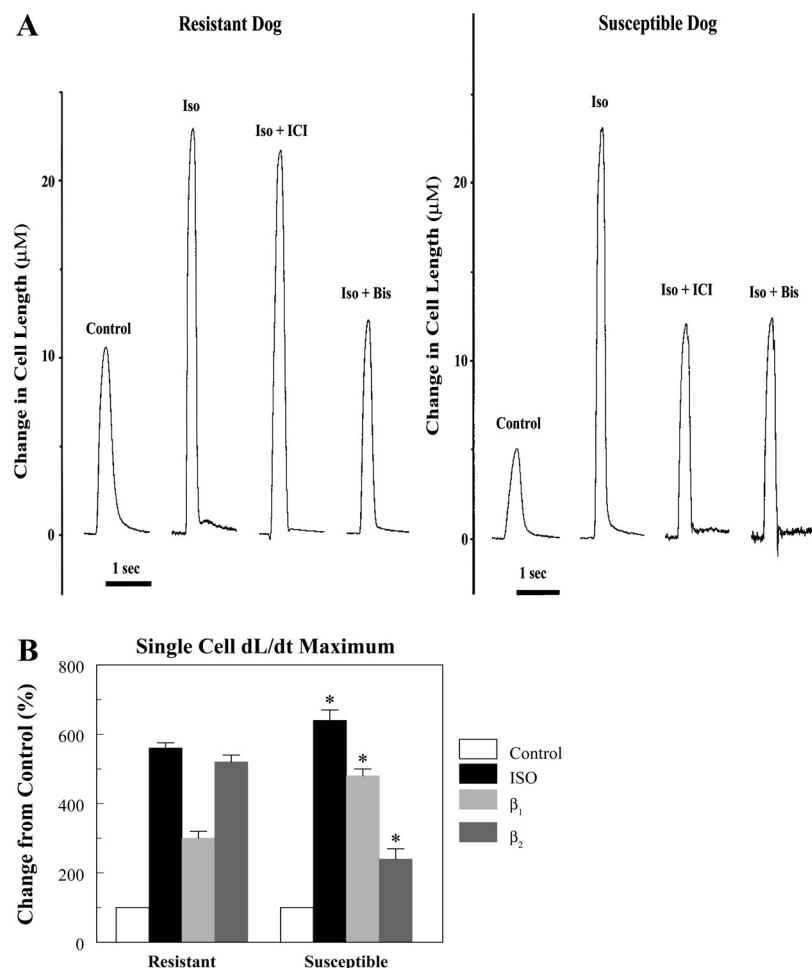 A
Resistant Dog
Susceptible Dog
Change in Cell Length (μM)
20
10
0
Control
Iso
Iso + ICI
Iso + Bis
1 sec
Change in Cell Length (μM)
20
10
0
Control
Iso
Iso + ICI
Iso + Bis
1 sec
B
Single Cell dL/dt Maximum
Change from Control (%)
800
600
400
200
0
* * *
Resistant
Susceptible
Control
ISO
β1
β2